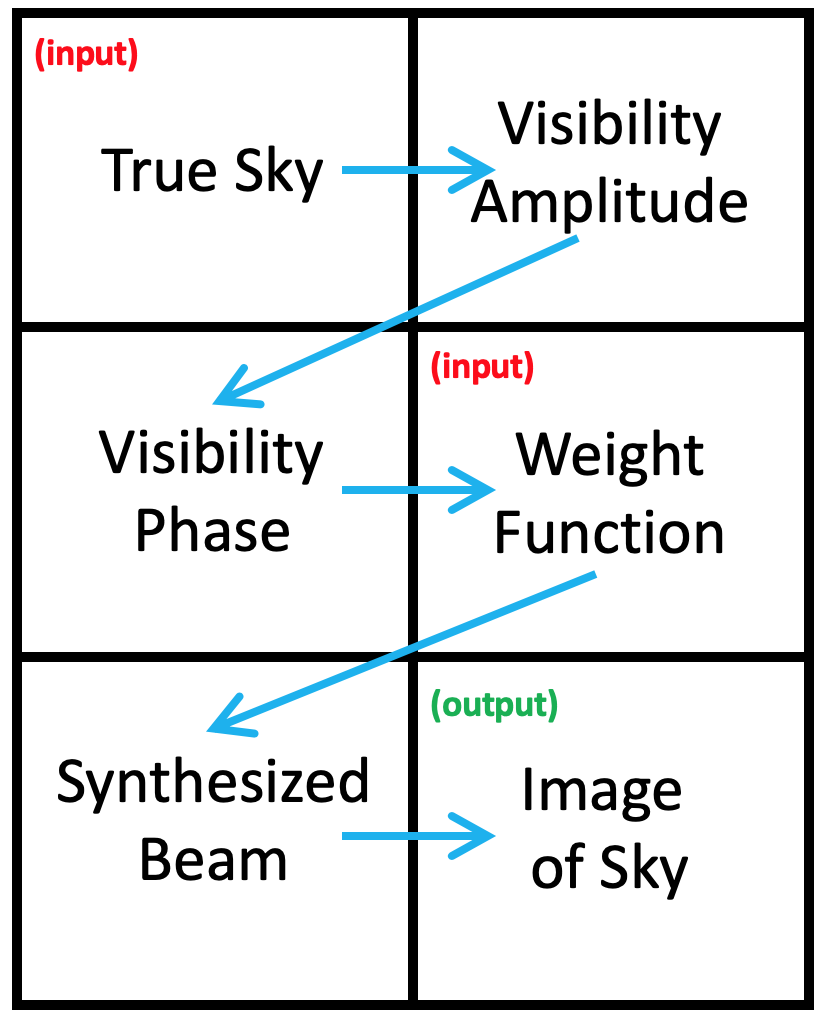 (input)
True Sky
Visibility
Amplitude
Visibility
Phase
(input)
Weight
Function
Synthesized
Beam
(output)
Image
of Sky